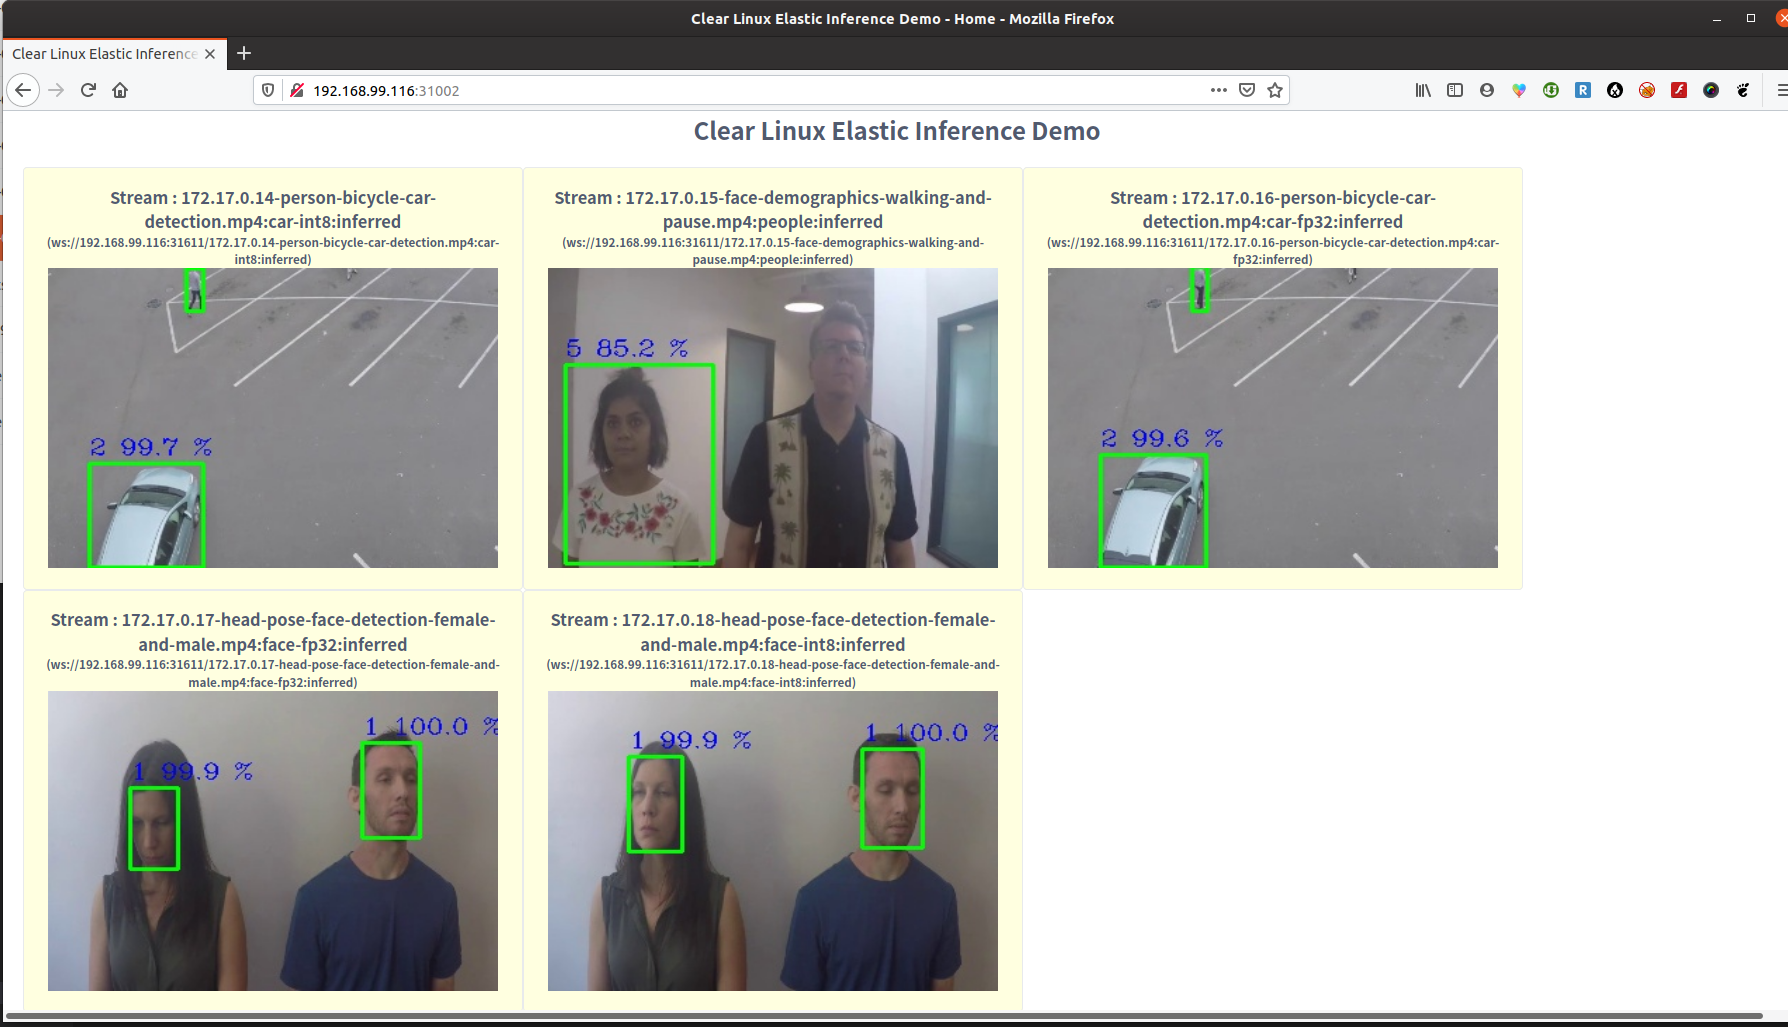 Clear Linux Elastic Inference Demo - Home - Mozilla Firefox
Clear Linux Elastic Inference
192.168.99.116:31002
Clear Linux Elastic Inference Demo
Stream : 172.17.0.14-person-bicycle-car-
detection.mp4:car-int8:inferred
(ws://192.168.99.116:31611/172.17.0.14-person-bicycle-car-detection.mp4:car-
int8:inferred)
2 99.7 %
Stream : 172.17.0.15-face-demographics-walking-and-
pause.mp4:people:inferred
(ws://192.168.99.116:31611/172.17.0.15-face-demographics-walking-and-
pause.mp4:people:inferred)
5 85.2 %
Stream : 172.17.0.16-person-bicycle-car-
detection.mp4:car-fp32:inferred
(ws://192.168.99.116:31611/172.17.0.16-person-bicycle-car-detection.mp4:car-
fp32:inferred)
2 99.6 %
Stream : 172.17.0.17-head-pose-face-detection-female-
and-male.mp4:face-fp32:inferred
(ws://192.168.99.116:31611/172.17.0.17-head-pose-face-detection-female-and-
male.mp4:face-fp32:inferred)
1 99.9 %
1 100.0 %
Stream : 172.17.0.18-head-pose-face-detection-female-
and-male.mp4:face-int8:inferred
(ws://192.168.99.116:31611/172.17.0.18-head-pose-face-detection-female-and-
male.mp4:face-int8:inferred)
1 99.9 %
1 100.0 %